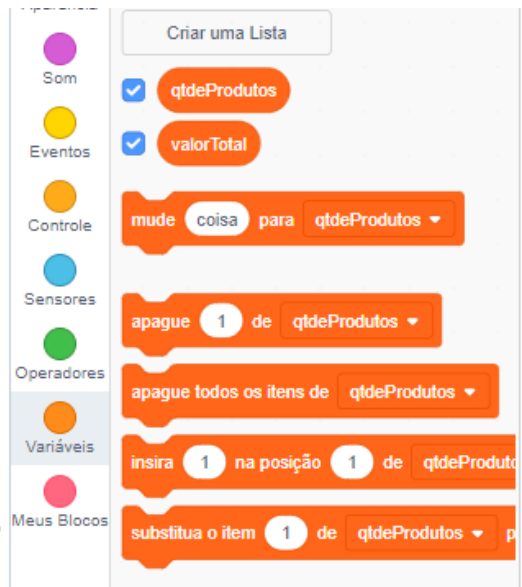 Aparência
Som
Eventos
Controle
Sensores
Operadores
Variáveis
Meus Blocos
Criar uma Lista
qtdeProdutos
valorTotal
mude coisa para qtdeProdutos
apague 1 de qtdeProdutos
apague todos os itens de qtdeProdutos
insira 1 na posição 1 de qtdeProduto
substitua o item 1 de qtdeProdutos p